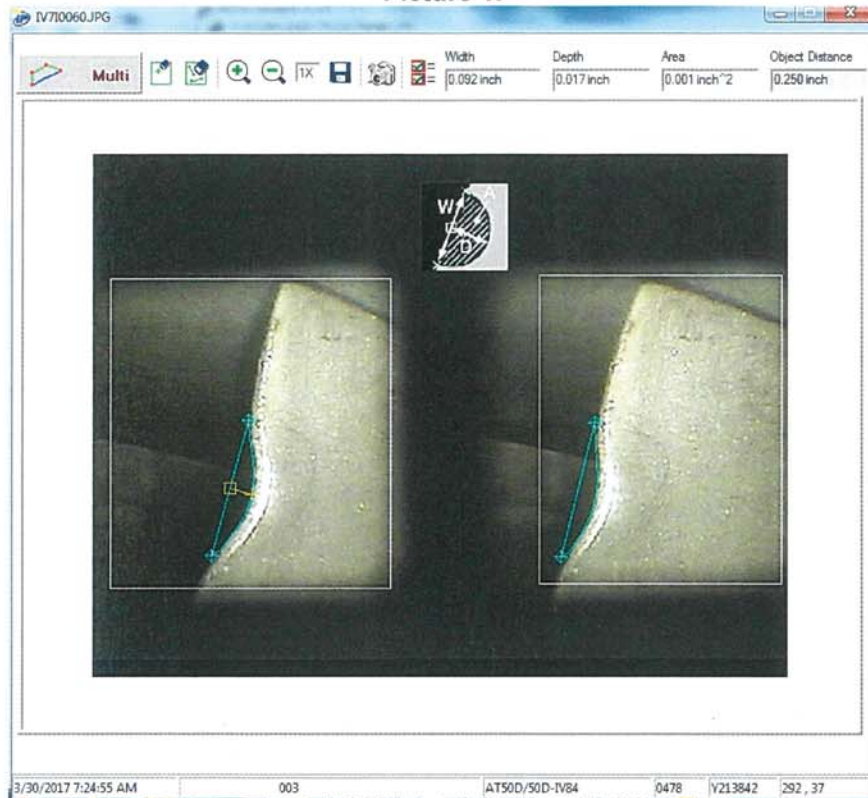 IV7I0060.JPG
Multi
1X
Width
0.092 inch
Depth
0.017 inch
Area
0.001 inch^2
Object Distance
0.250 inch
W
A
D
3/30/2017 7:24:55 AM
003
AT50D/50D-IV84
0478
Y213842
292 , 37